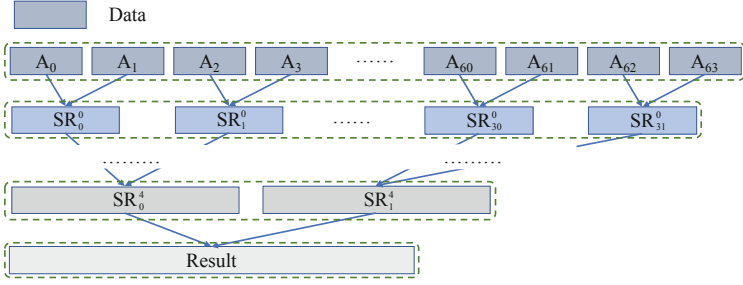 Data
A₀ A₁ A₂ A₃ ...... A₆₀ A₆₁ A₆₂ A₆₃
SR₀⁰ SR₁⁰ ...... SR₃₀⁰ SR₃₁⁰
......... .........
SR₀⁴ SR₁⁴
Result